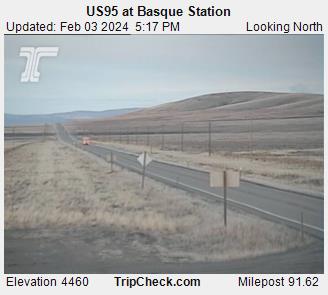 US95 at Basque Station
Updated: Feb 03 2024 5:17 PM Looking North
Elevation 4460 TripCheck.com Milepost 91.62